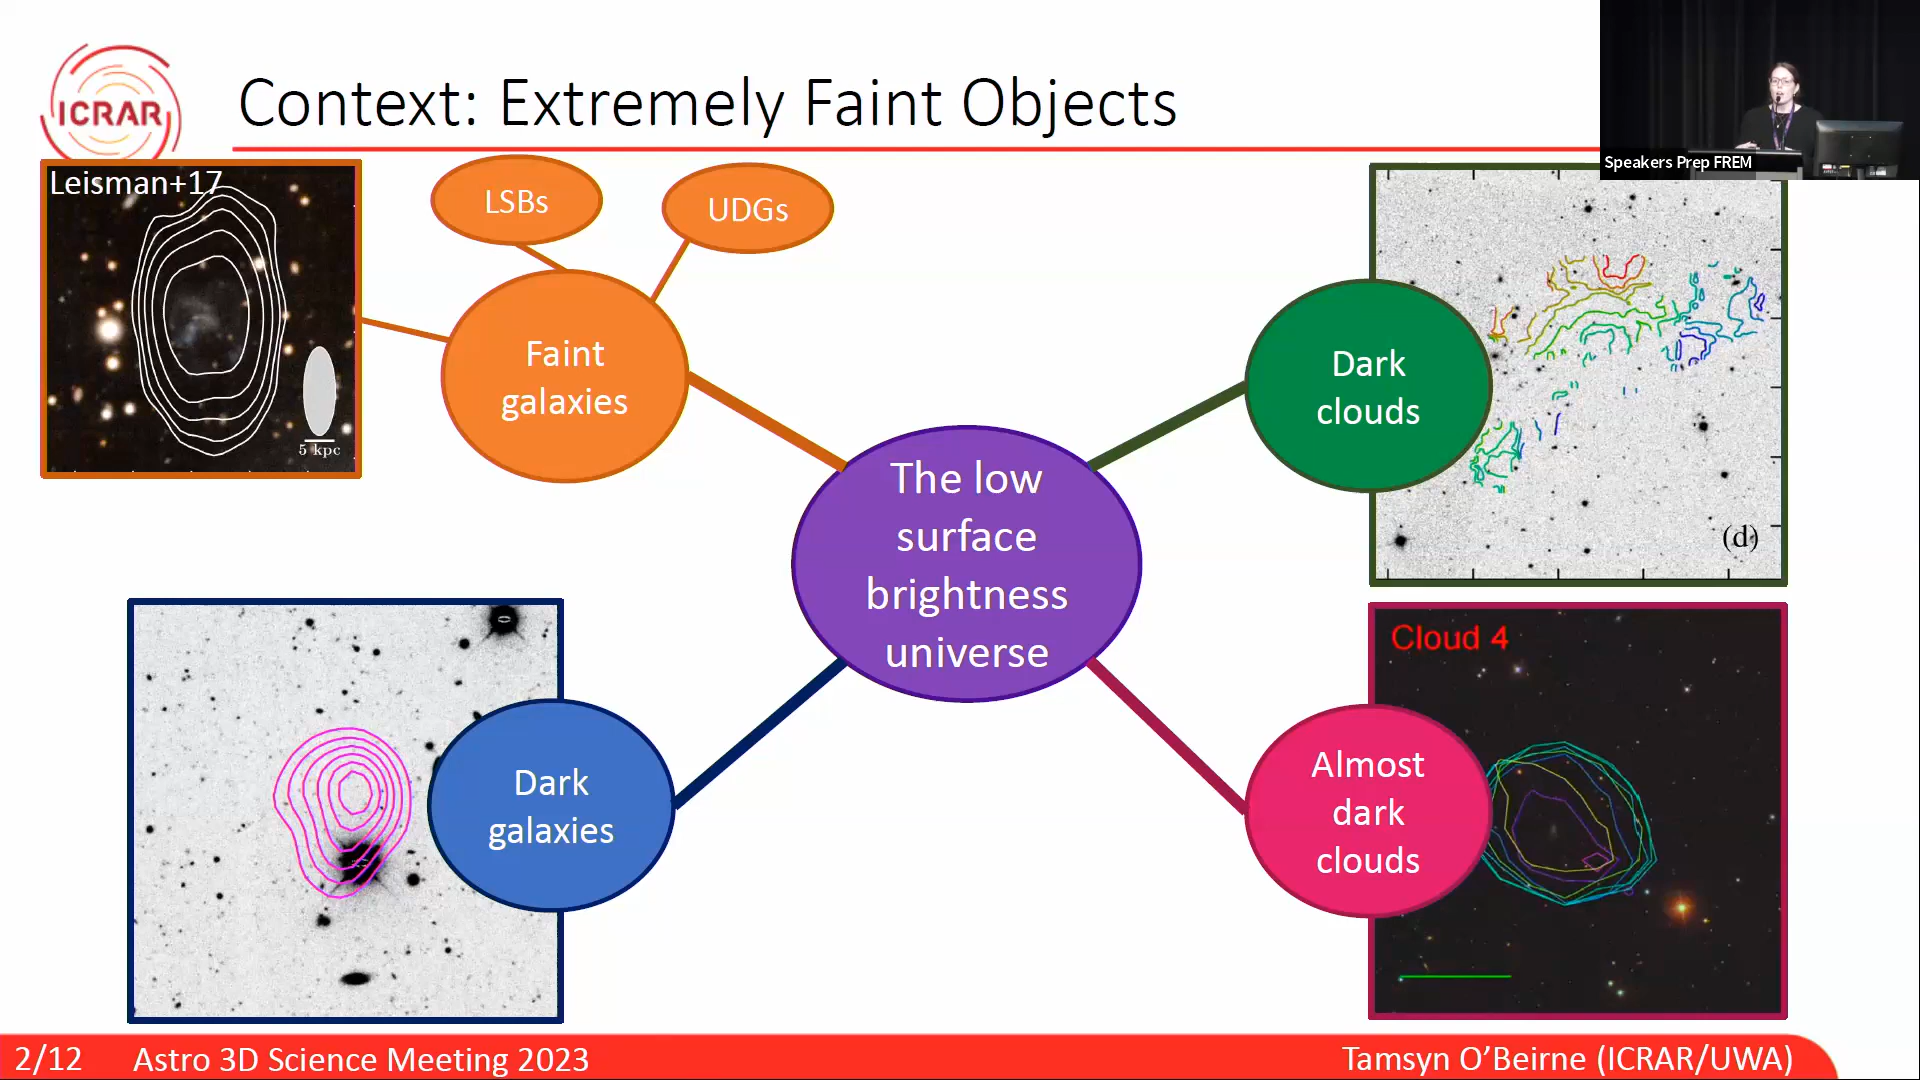 ICRAR
Context: Extremely Faint Objects
Speakers Prep FREM
Leisman+17
5 kpc
LSBs
UDGs
Faint
galaxies
Dark
clouds
(d)
The low
surface
brightness
universe
Dark
galaxies
Almost
dark
clouds
Cloud 4
2/12
Astro 3D Science Meeting 2023
Tamsyn O’Beirne (ICRAR/UWA)